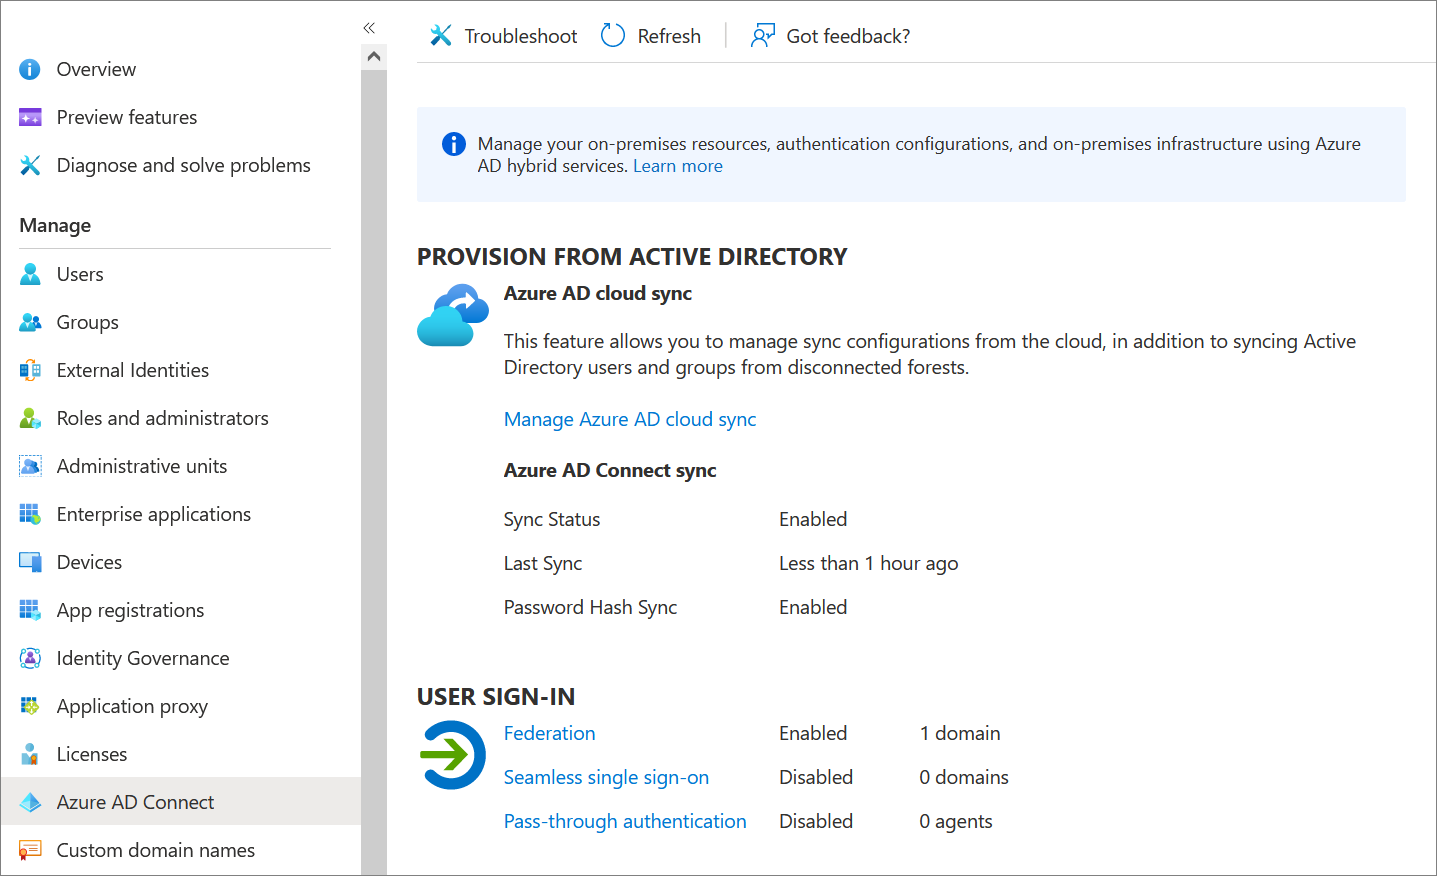 Overview
Preview features
Diagnose and solve problems
Manage
Users
Groups
External Identities
Roles and administrators
Administrative units
Enterprise applications
Devices
App registrations
Identity Governance
Application proxy
Licenses
Azure AD Connect
Custom domain names
Troubleshoot Refresh Got feedback?
Manage your on-premises resources, authentication configurations, and on-premises infrastructure using Azure
AD hybrid services. Learn more
PROVISION FROM ACTIVE DIRECTORY
Azure AD cloud sync
This feature allows you to manage sync configurations from the cloud, in addition to syncing Active
Directory users and groups from disconnected forests.
Manage Azure AD cloud sync
Azure AD Connect sync
Sync Status Enabled
Last Sync Less than 1 hour ago
Password Hash Sync Enabled
USER SIGN-IN
Federation Enabled 1 domain
Seamless single sign-on Disabled 0 domains
Pass-through authentication Disabled 0 agents